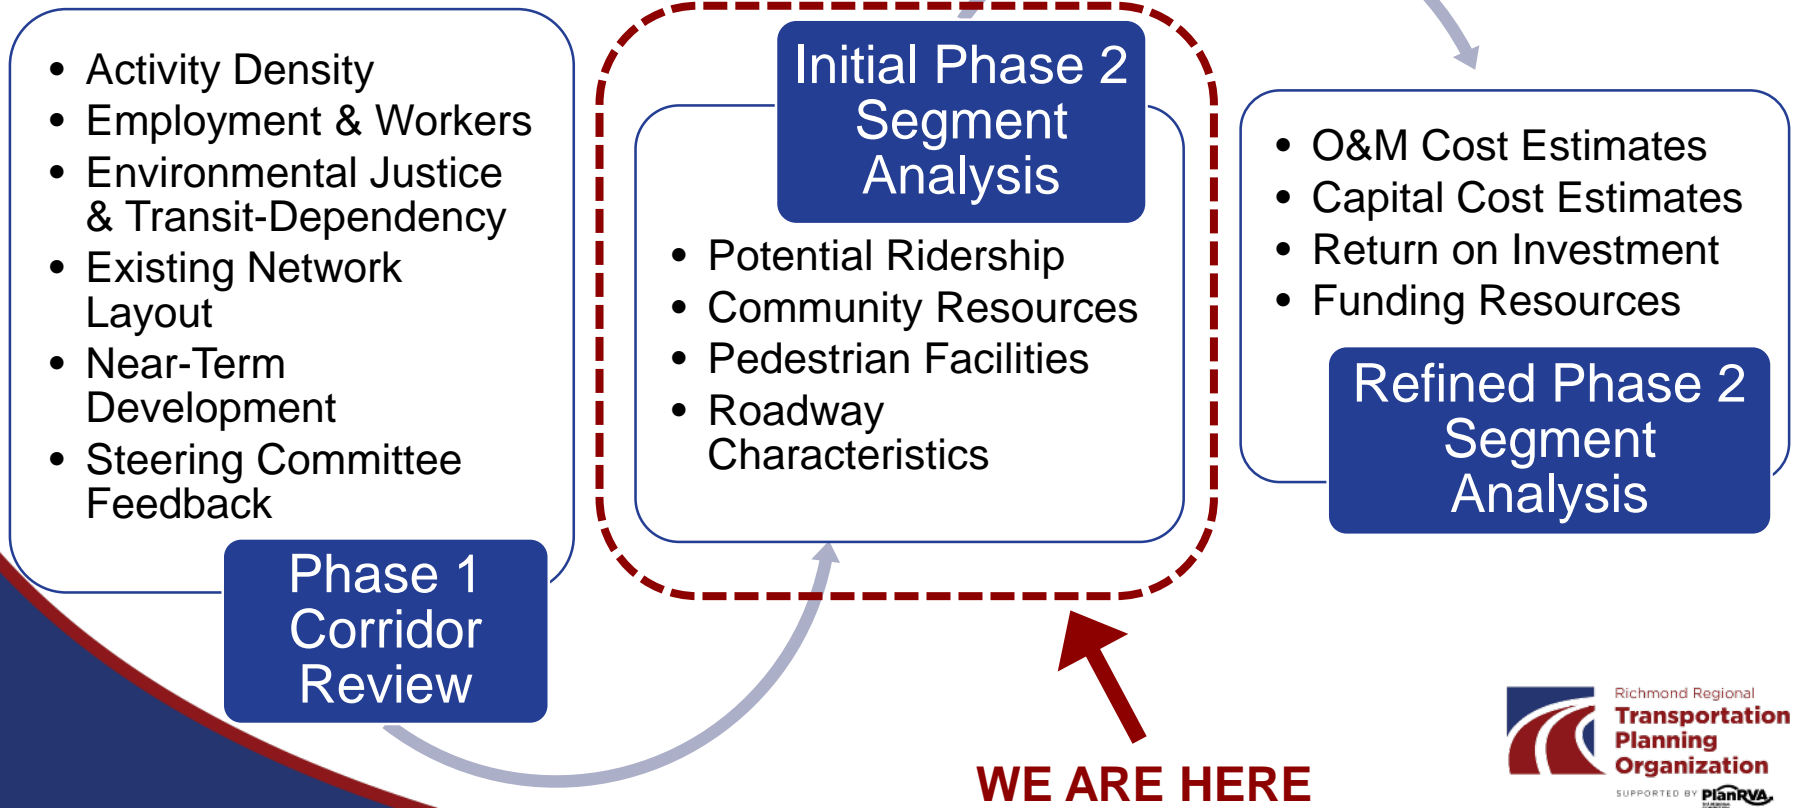 • Activity Density
• Employment & Workers
• Environmental Justice
& Transit-Dependency
• Existing Network
Layout
• Near-Term
Development
• Steering Committee
Feedback
Phase 1
Corridor
Review
Initial Phase 2
Segment
Analysis
• Potential Ridership
• Community Resources
• Pedestrian Facilities
• Roadway
Characteristics
• O&M Cost Estimates
• Capital Cost Estimates
• Return on Investment
• Funding Resources
Refined Phase 2
Segment
Analysis
WE ARE HERE
Richmond Regional
Transportation
Planning
Organization
SUPPORTED BY PlanRVA